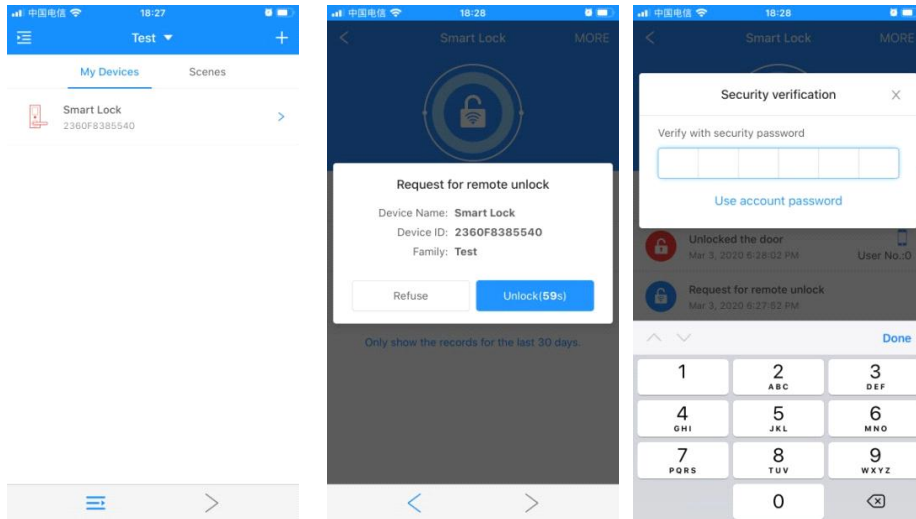 中国电信
18:27
Test
My Devices
Scenes
Smart Lock
2360F8385540
中国电信
18:28
Smart Lock
MORE
Request for remote unlock
Device Name: Smart Lock
Device ID: 2360F8385540
Family: Test
Refuse
Unlock(59s)
Only show the records for the last 30 days.
中国电信
18:28
Smart Lock
MORE
Security verification
Verify with security password
Use account password
Unlocked the door
Mar 3, 2020 6:28:02 PM
User No.:0
Request for remote unlock
Mar 3, 2020 6:27:52 PM
Done
1
2
ABC
3
DEF
4
GHI
5
JKL
6
MNO
7
PQRS
8
TUV
9
WXYZ
0